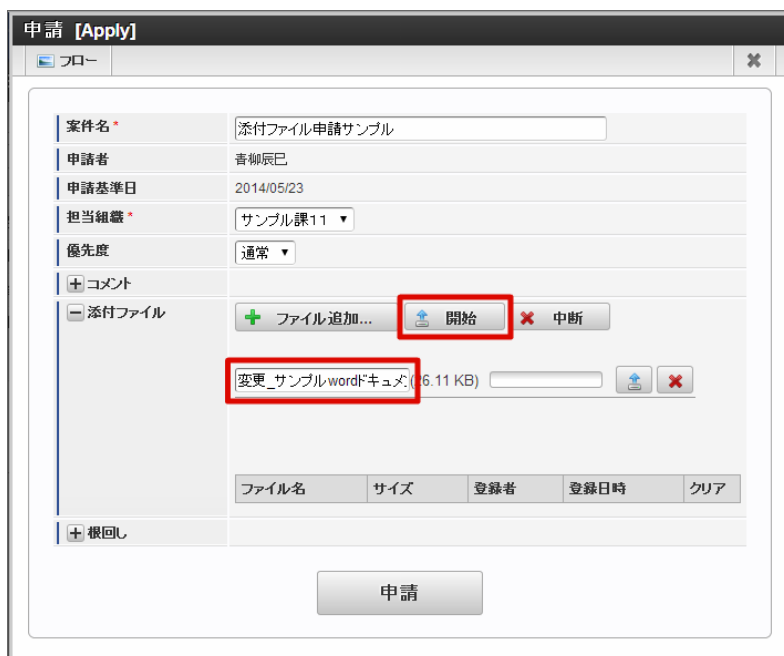 申請 [Apply]
フロー
案件名* 添付ファイル申請サンプル
申請者 青柳辰巳
申請基準日 2014/05/23
担当組織* サンプル課11
優先度 通常
コメント
添付ファイル ファイル追加... 開始 中断
変更_サンプルwordドキュメ (26.11 KB)
ファイル名 サイズ 登録者 登録日時 クリア
根回し
申請